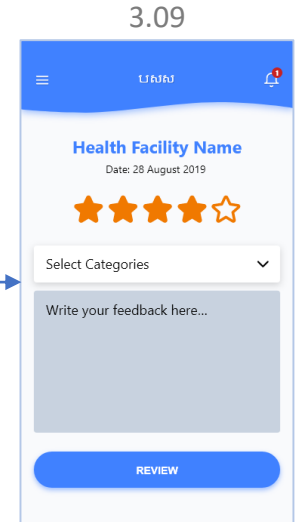 3.09
បសស
1
Health Facility Name
Date: 28 August 2019
Select Categories
Write your feedback here...
REVIEW